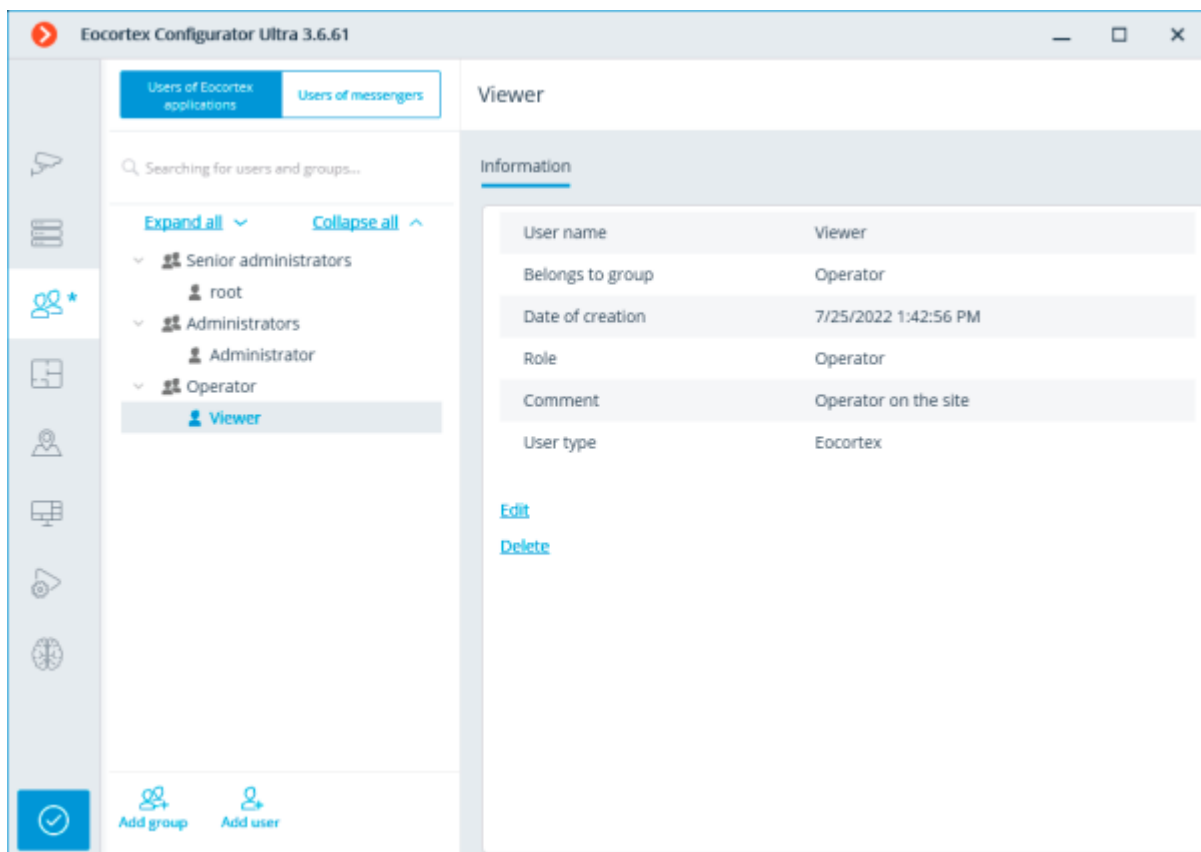 Eocortex Configurator Ultra 3.6.61
Users of Eocortex
applications
Users of messengers
Searching for users and groups...
Expand all
Collapse all
Senior administrators
root
Administrators
Administrator
Operator
Viewer
Add group
Add user
Viewer
Information
User name Viewer
Belongs to group Operator
Date of creation 7/25/2022 1:42:56 PM
Role Operator
Comment Operator on the site
User type Eocortex
Edit
Delete